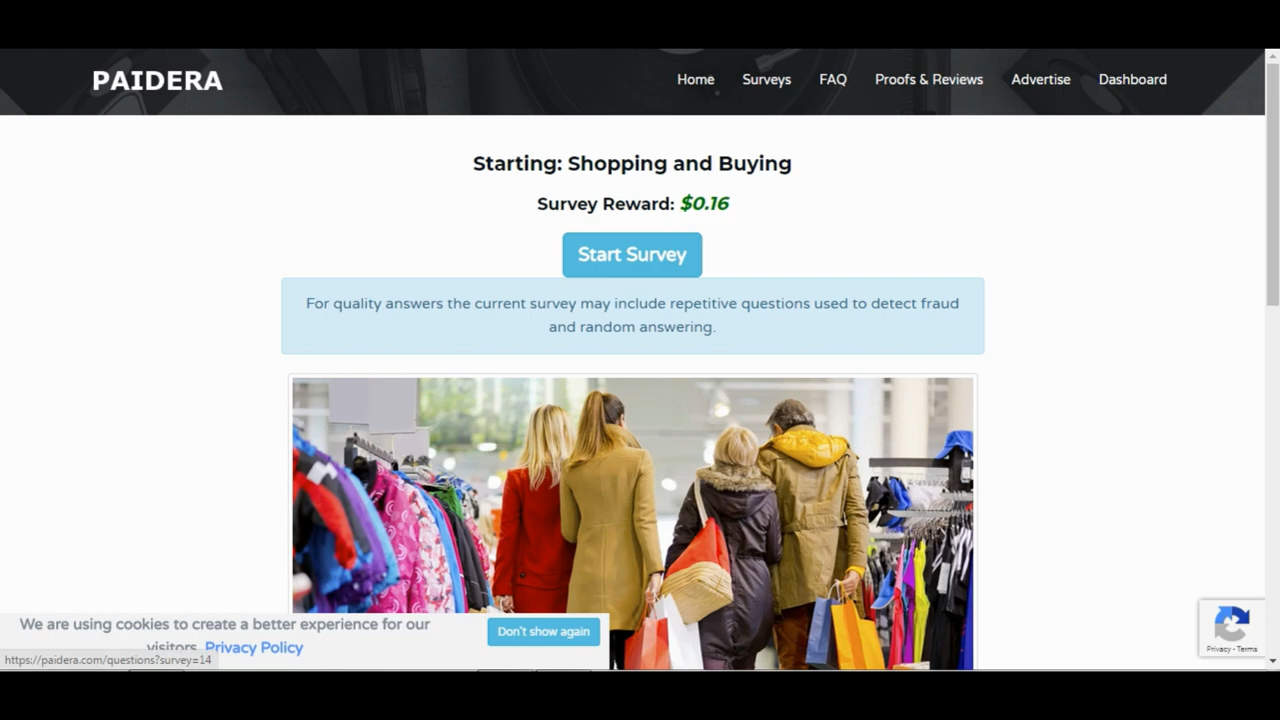 PAIDERA
Home Surveys FAQ Proofs & Reviews Advertise Dashboard
Starting: Shopping and Buying
Survey Reward: $0.16
Start Survey
For quality answers the current survey may include repetitive questions used to detect fraud
and random answering.
We are using cookies to create a better experience for our
visitors. Privacy Policy
Don't show again
https://paidera.com/questions?survey=14
Privacy - Terms